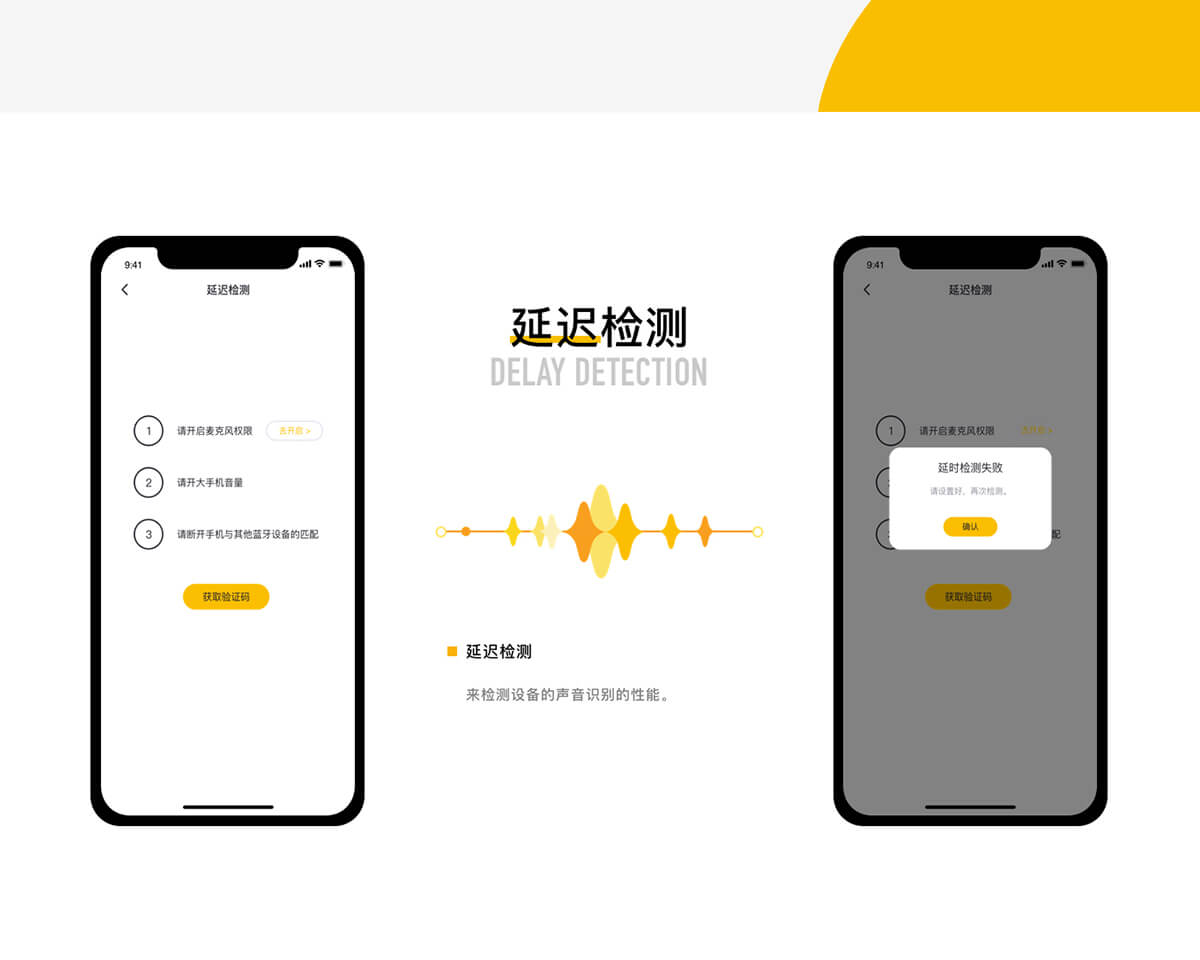 9:41
延迟检测
1
请开启麦克风权限
去开启 >
2
请开大手机音量
3
请断开手机与其他蓝牙设备的匹配
获取验证码
延迟检测
DELAY DETECTION
延迟检测
来检测设备的声音识别的性能。
9:41
延迟检测
1
请开启麦克风权限
去开启 >
延时检测失败
请设置好，再次检测。
确认
配
获取验证码